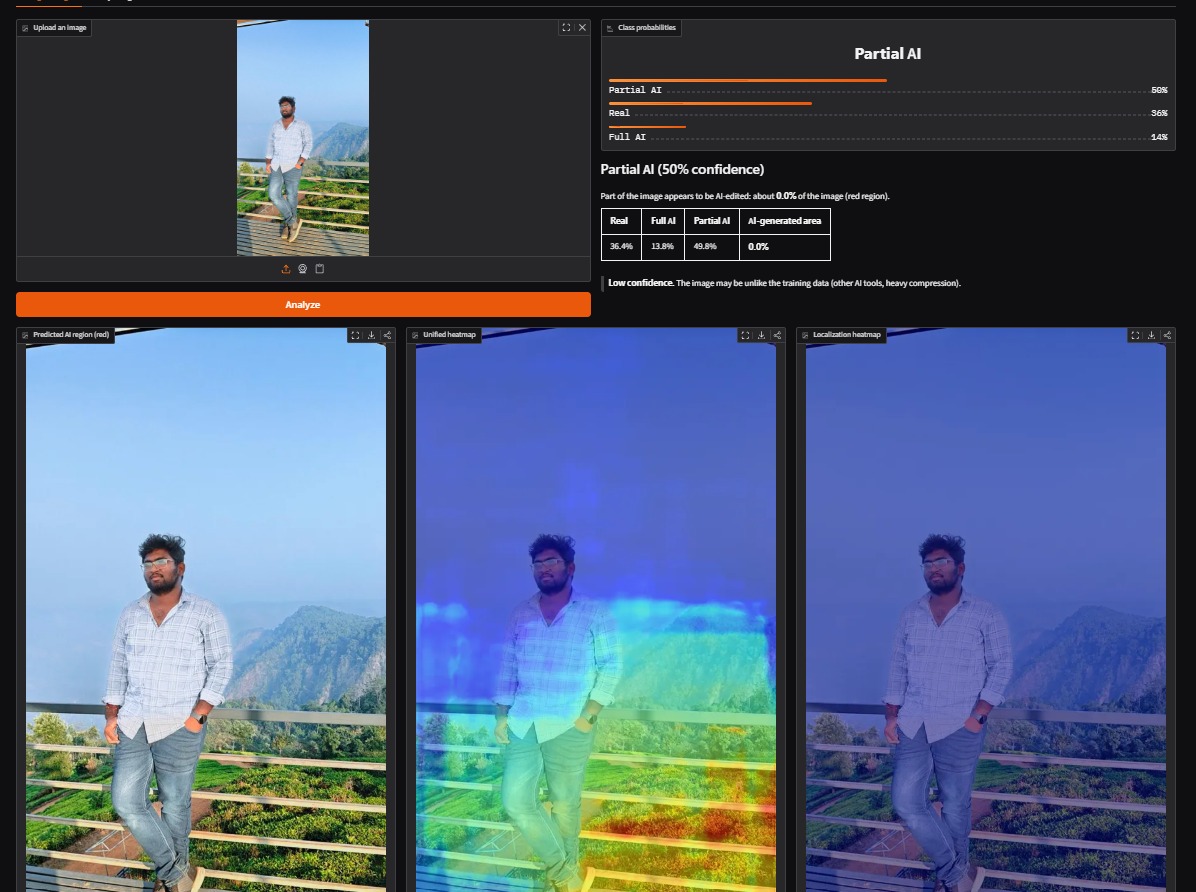 Upload an image
Class probabilities
Partial AI
Partial AI 50%
Real 36%
Full AI 14%
Analyze
Partial AI (50% confidence)
Part of the image appears to be AI-edited: about 0.0% of the image (red region).
Real Full AI Partial AI AI-generated area
36.4% 13.8% 49.8% 0.0%
Low confidence. The image may be unlike the training data (other AI tools, heavy compression).
Predicted AI region (red)
Unified heatmap
Localization heatmap